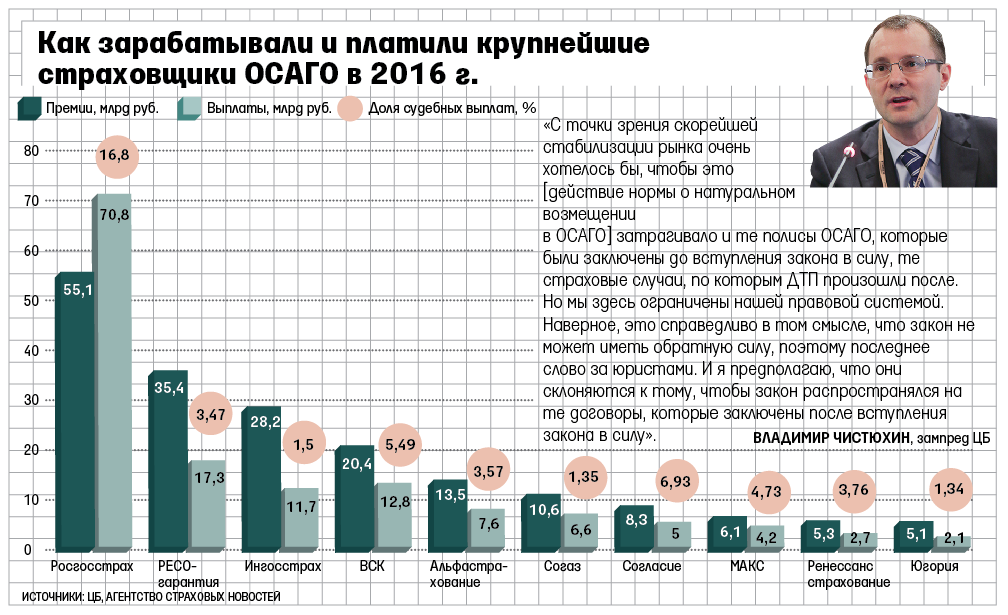 Как зарабатывали и платили крупнейшие
страховщики ОСАГО в 2016 г.
Премии, млрд руб. Выплаты, млрд руб. Доля судебных выплат, %
«С точки зрения скорейшей
стабилизации рынка очень
хотелось бы, чтобы это
[действие нормы о натуральном
возмещении
в ОСАГО] затрагивало и те полисы ОСАГО, которые
были заключены до вступления закона в силу, те
страховые случаи, по которым ДТП произошли после.
Но мы здесь ограничены нашей правовой системой.
Наверное, это справедливо в том смысле, что закон не
может иметь обратную силу, поэтому последнее
слово за юристами. И я предполагаю, что они
склоняются к тому, чтобы закон распространялся на
те договоры, которые заключены после вступления
закона в силу».
ВЛАДИМИР ЧИСТЮХИН, зампред ЦБ
80
70
60
50
40
30
20
10
0
16,8
70,8
55,1
35,4
3,47
17,3
28,2
1,5
11,7
20,4
5,49
12,8
13,5
3,57
7,6
10,6
1,35
6,6
8,3
6,93
5
6,1
4,73
4,2
5,3
3,76
2,7
5,1
1,34
2,1
Росгосстрах
РЕСО-
гарантия
Ингосстрах
ВСК
Альфастра-
хование
Согаз
Согласие
МАКС
Ренессанс
страхование
Югория
ИСТОЧНИКИ: ЦБ, АГЕНТСТВО СТРАХОВЫХ НОВОСТЕЙ